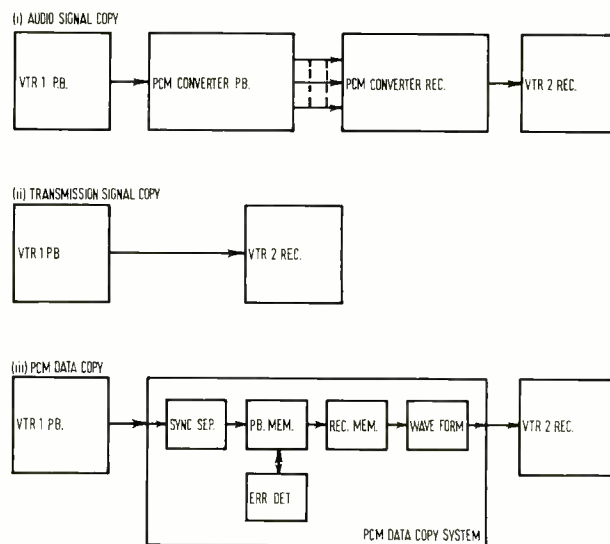 (i) AUDIO SIGNAL COPY
VTR 1 P.B.
PCM CONVERTER PB.
PCM CONVERTER REC.
VTR 2 REC.
(ii) TRANSMISSION SIGNAL COPY
VTR 1 PB
VTR 2 REC.
(iii) PCM DATA COPY
VTR 1 PB.
SYNC SEP.
PB. MEM.
REC. MEM.
WAVE FORM
VTR 2 REC.
ERR DET
PCM DATA COPY SYSTEM